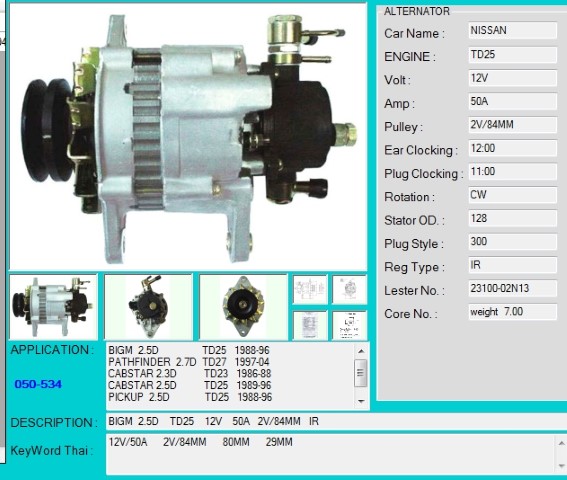 ALTERNATOR
Car Name : NISSAN
ENGINE : TD25
Volt : 12V
Amp : 50A
Pulley : 2V/84MM
Ear Clocking : 12:00
Plug Clocking : 11:00
Rotation : CW
Stator OD. : 128
Plug Style : 300
Reg Type : IR
Lester No. : 23100-02N13
Core No. : weight 7.00
APPLICATION :
050-534
BIGM 2.5D TD25 1988-96
PATHFINDER 2.7D TD27 1997-04
CABSTAR 2.3D TD23 1986-88
CABSTAR 2.5D TD25 1989-96
PICKUP 2.5D TD25 1988-96
DESCRIPTION : BIGM 2.5D TD25 12V 50A 2V/84MM IR
KeyWord Thai : 12V/50A 2V/84MM 80MM 29MM